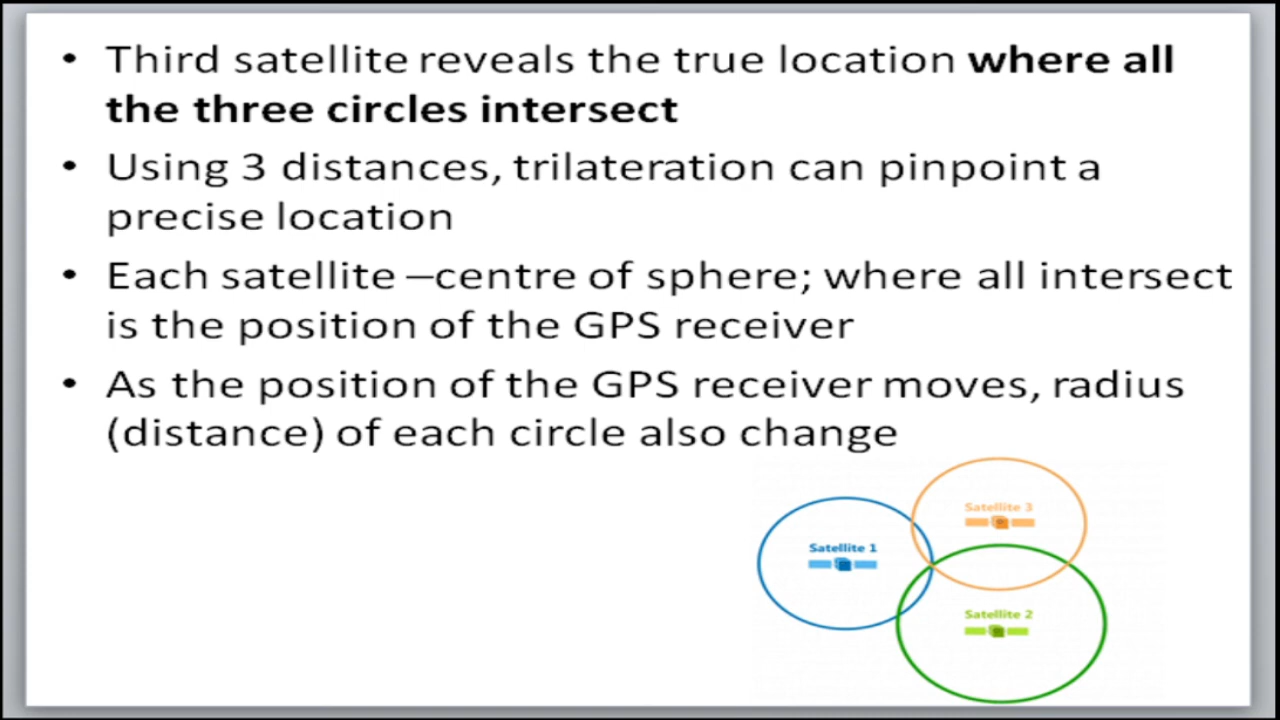 • Third satellite reveals the true location where all
the three circles intersect
• Using 3 distances, trilateration can pinpoint a
precise location
• Each satellite –centre of sphere; where all intersect
is the position of the GPS receiver
• As the position of the GPS receiver moves, radius
(distance) of each circle also change
Satellite 3
Satellite 1
Satellite 2